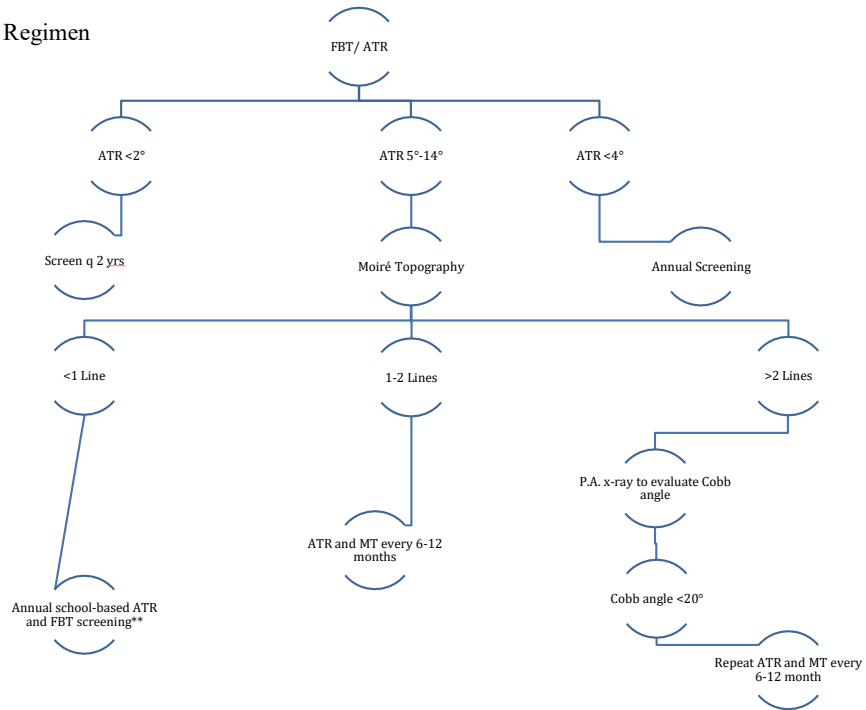 Regimen
FBT/ ATR
ATR <2°
ATR 5°-14°
ATR <4°
Screen q 2 yrs
Moiré Topography
Annual Screening
<1 Line
1-2 Lines
>2 Lines
P.A. x-ray to evaluate Cobb
angle
ATR and MT every 6-12
months
Cobb angle <20°
Annual school-based ATR
and FBT screening**
Repeat ATR and MT every
6-12 month